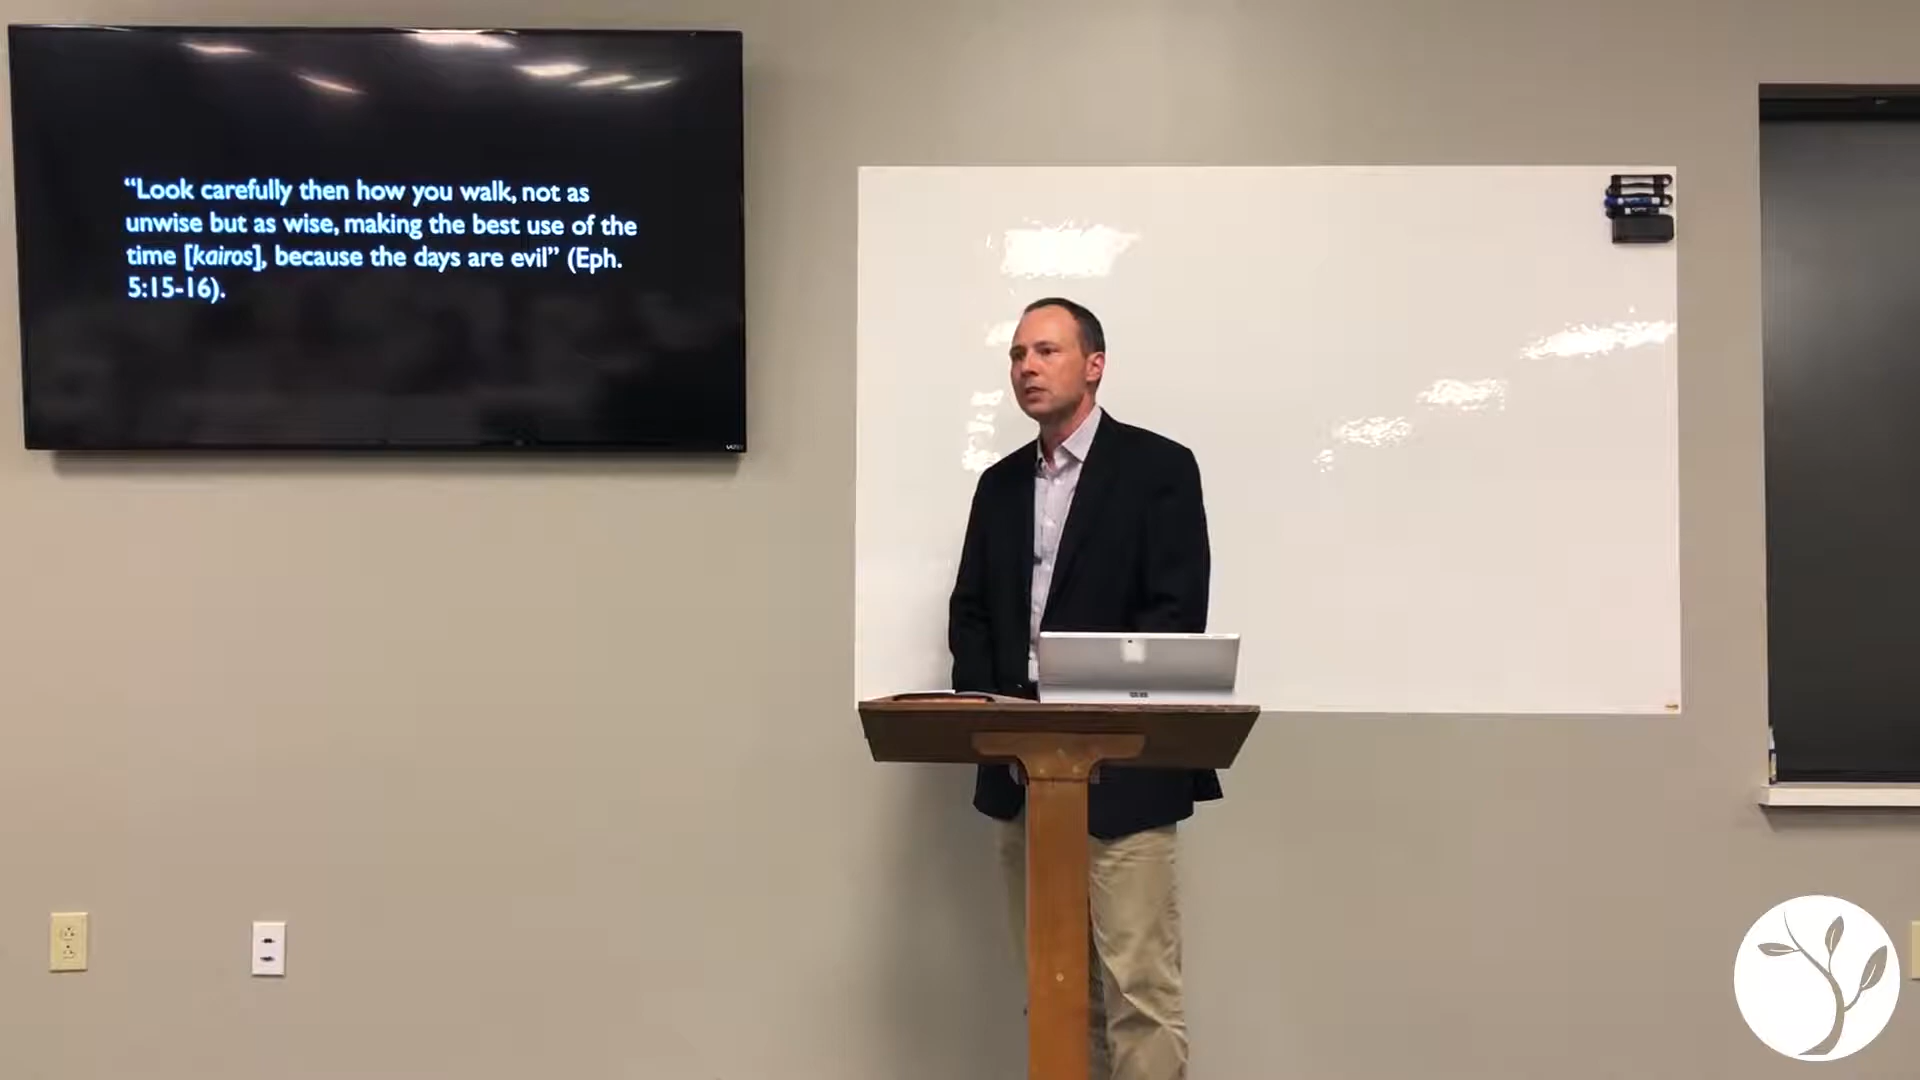 “Look carefully then how you walk, not as
unwise but as wise, making the best use of the
time [kairos], because the days are evil” (Eph.
5:15-16).